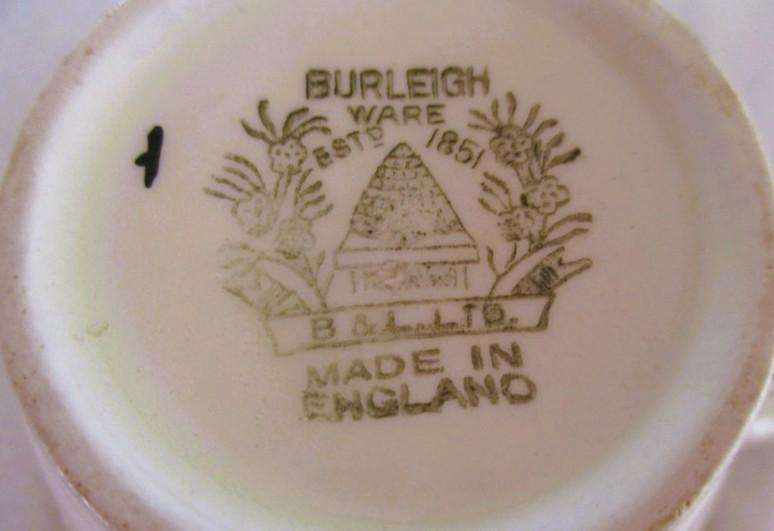 BURLEIGH
WARE
ESTD 1851
B & L. LTD.
MADE IN
ENGLAND